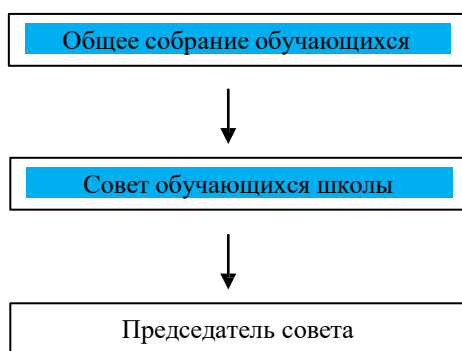 Общее собрание обучающихся
Совет обучающихся школы
Председатель совета